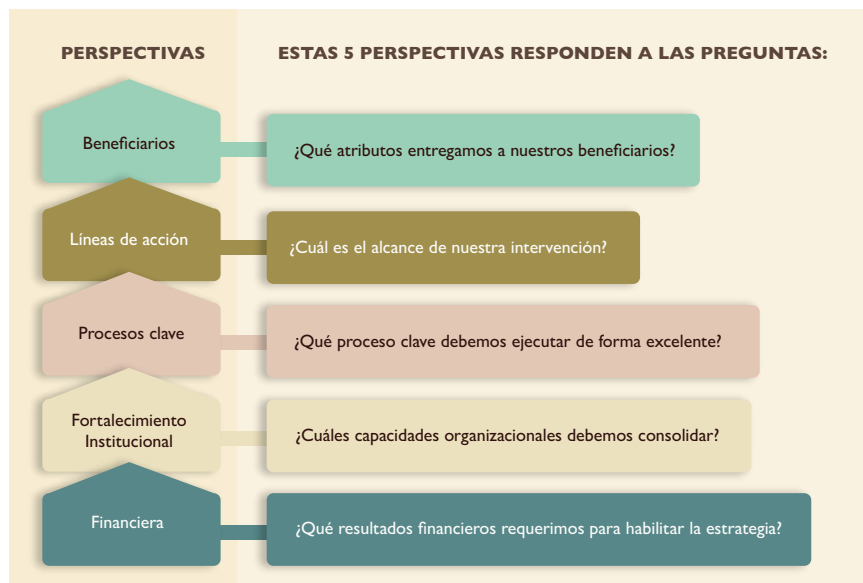 PERSPECTIVAS
ESTAS 5 PERSPECTIVAS RESPONDEN A LAS PREGUNTAS:
Beneficiarios
¿Qué atributos entregamos a nuestros beneficiarios?
Líneas de acción
¿Cuál es el alcance de nuestra intervención?
Procesos clave
¿Qué proceso clave debemos ejecutar de forma excelente?
Fortalecimiento
Institucional
¿Cuáles capacidades organizacionales debemos consolidar?
Financiera
¿Qué resultados financieros requerimos para habilitar la estrategia?